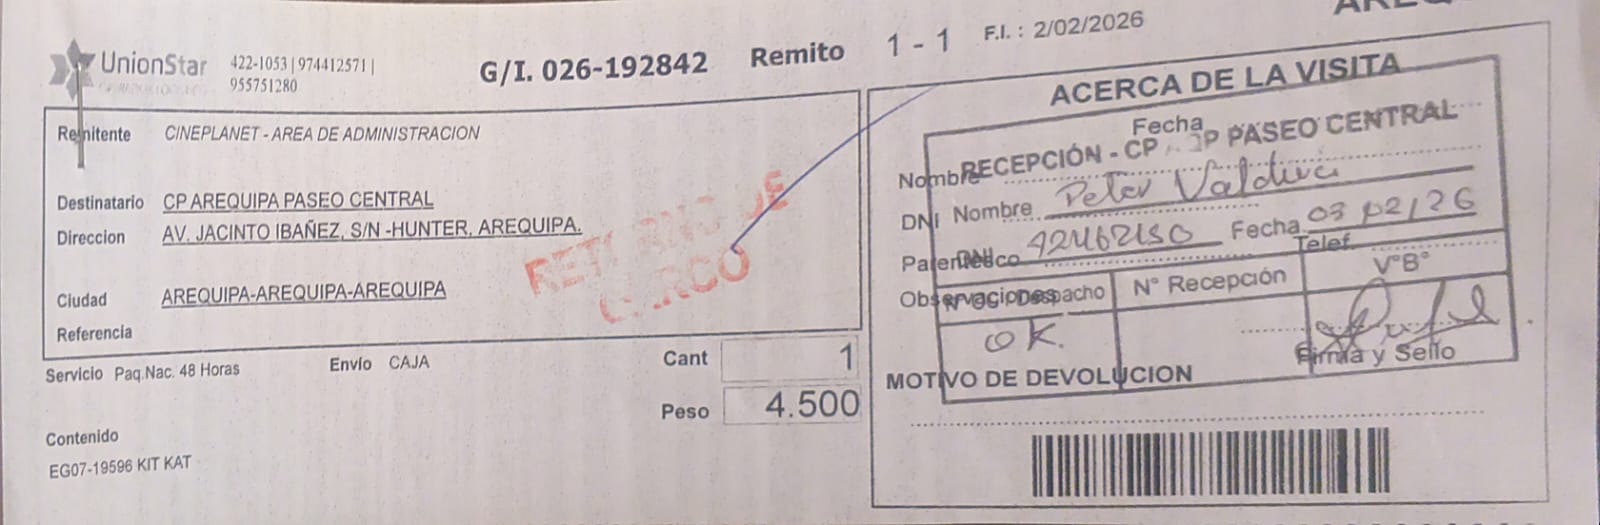 UnionStar
422-1053 | 974412571 |
955751280
G/I. 026-192842
Remito 1 - 1
F.I. : 2/02/2026
Remitente CINEPLANET - AREA DE ADMINISTRACION
Destinatario CP AREQUIPA PASEO CENTRAL
Direccion AV. JACINTO IBAÑEZ, S/N -HUNTER, AREQUIPA.
Ciudad AREQUIPA-AREQUIPA-AREQUIPA
Referencia
RETORNO DE
CARGO
Servicio Paq.Nac. 48 Horas
Envío CAJA
Cant 1
Peso 4.500
Contenido
EG07-19596 KIT KAT
ACERCA DE LA VISITA
Fecha
RECEPCIÓN - CP PASEO CENTRAL
Nombre
Nombre Peter Valdivi
DNI
DNI 42462150 Fecha 03/02/26
Parentesco
Telef.
Observaciones
Despacho
N° Recepción
V°B°
OK.
Firma y Sello
MOTIVO DE DEVOLUCION